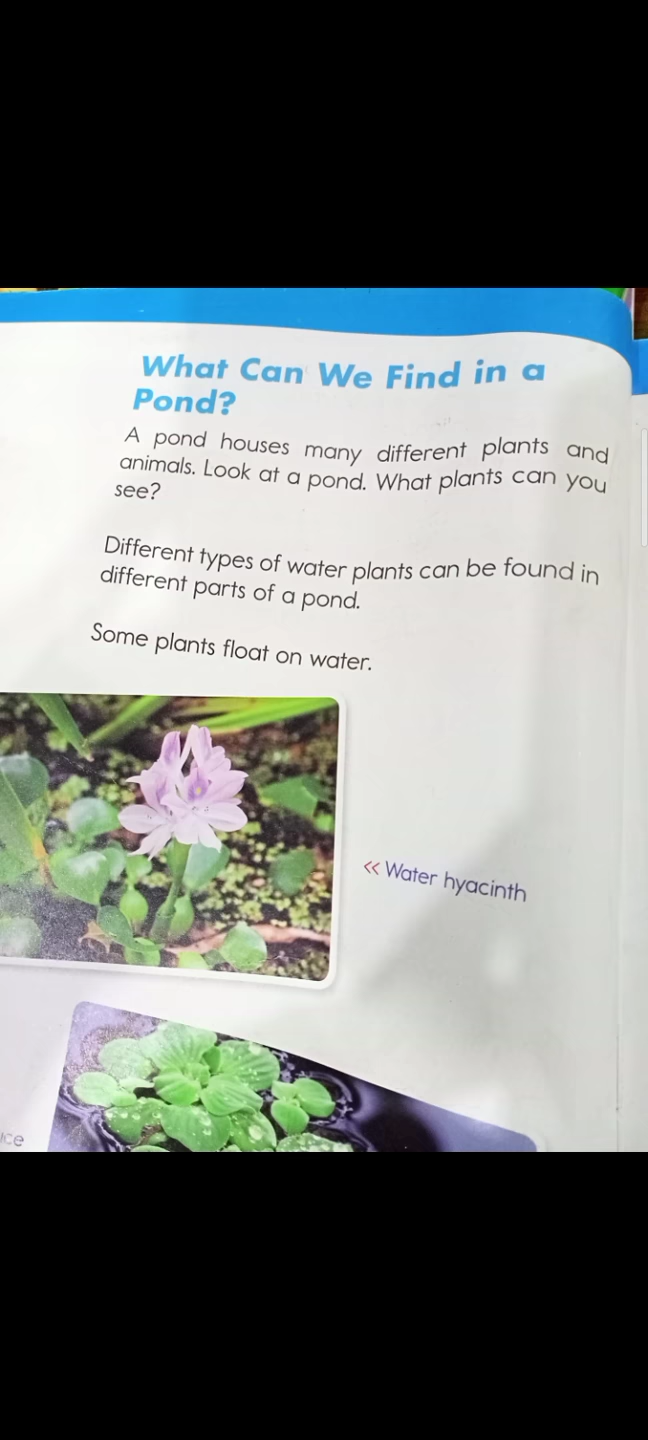 What Can We Find in a
Pond?
A pond houses many different plants and
animals. Look at a pond. What plants can you
see?
Different types of water plants can be found in
different parts of a pond.
Some plants float on water.
<< Water hyacinth